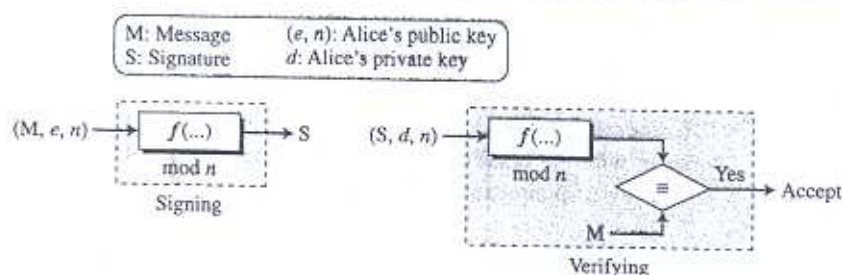 M: Message (e, n): Alice's public key
S: Signature d: Alice's private key
(M, e, n) f(...) S
mod n
Signing
(S, d, n) f(...)
mod n
≡ Yes Accept
M
Verifying